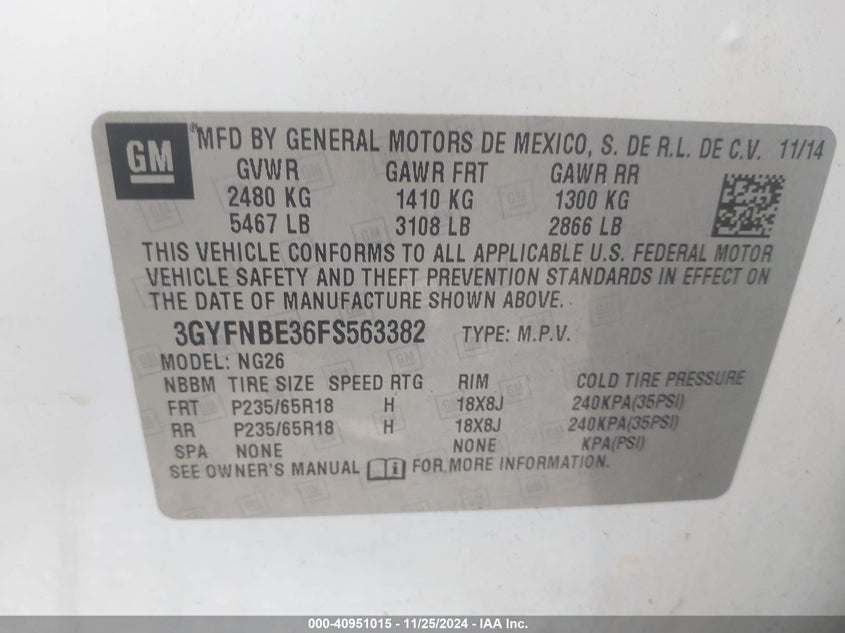 GM
MFD BY GENERAL MOTORS DE MEXICO, S. DE R.L. DE C.V. 11/14
GVWR GAWR FRT GAWR RR
2480 KG 1410 KG 1300 KG
5467 LB 3108 LB 2866 LB
THIS VEHICLE CONFORMS TO ALL APPLICABLE U.S. FEDERAL MOTOR
VEHICLE SAFETY AND THEFT PREVENTION STANDARDS IN EFFECT ON
THE DATE OF MANUFACTURE SHOWN ABOVE.
3GYFNBE36FS563382 TYPE: M.P.V.
MODEL: NG26
NBBM TIRE SIZE SPEED RTG RIM COLD TIRE PRESSURE
FRT P235/65R18 H 18X8J 240KPA(35PSI)
RR P235/65R18 H 18X8J 240KPA(35PSI)
SPA NONE NONE KPA(PSI)
SEE OWNER'S MANUAL FOR MORE INFORMATION.
000-40951015 - 11/25/2024 - IAA Inc.